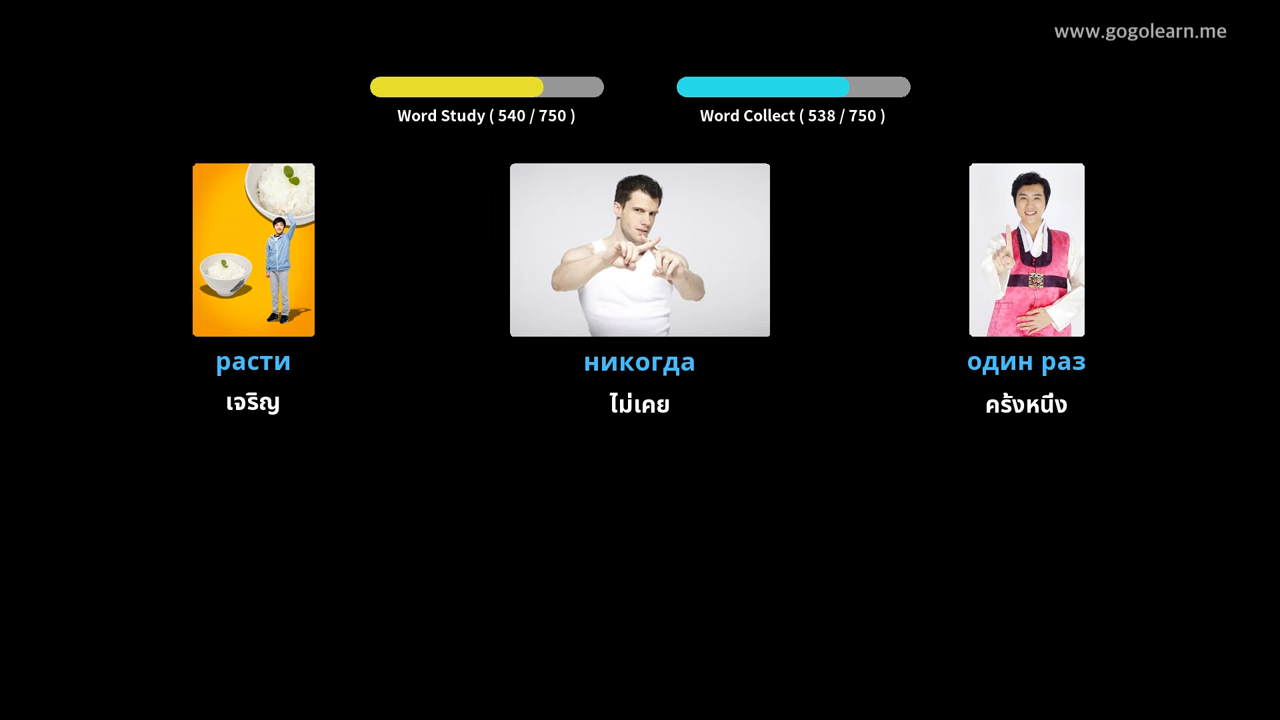 www.gogolearn.me
Word Study ( 540 / 750 )
Word Collect ( 538 / 750 )
расти
никогда
один раз
เจริญ
ไม่เคย
ครั้งหนึ่ง